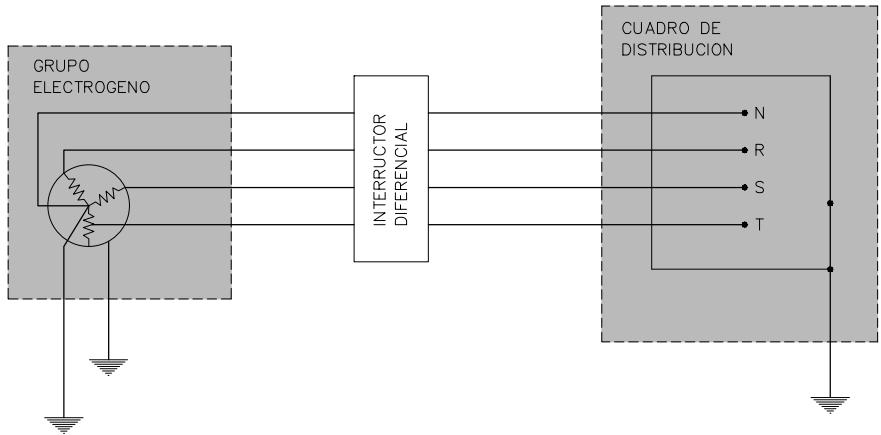 GRUPO
ELECTROGENO
INTERRUCTOR
DIFERENCIAL
CUADRO DE
DISTRIBUCION
N
R
S
T